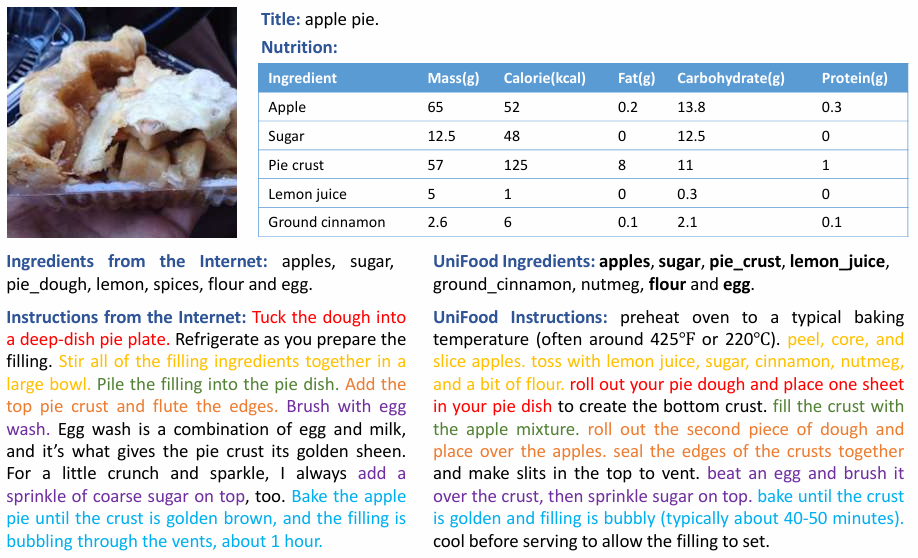 Title: apple pie.
Nutrition:
Ingredient Mass(g) Calorie(kcal) Fat(g) Carbohydrate(g) Protein(g)
Apple 65 52 0.2 13.8 0.3
Sugar 12.5 48 0 12.5 0
Pie crust 57 125 8 11 1
Lemon juice 5 1 0 0.3 0
Ground cinnamon 2.6 6 0.1 2.1 0.1
Ingredients from the Internet: apples, sugar,
pie_dough, lemon, spices, flour and egg.
Instructions from the Internet: Tuck the dough into
a deep-dish pie plate. Refrigerate as you prepare the
filling. Stir all of the filling ingredients together in a
large bowl. Pile the filling into the pie dish. Add the
top pie crust and flute the edges. Brush with egg
wash. Egg wash is a combination of egg and milk,
and it's what gives the pie crust its golden sheen.
For a little crunch and sparkle, I always add a
sprinkle of coarse sugar on top, too. Bake the apple
pie until the crust is golden brown, and the filling is
bubbling through the vents, about 1 hour.
UniFood Ingredients: apples, sugar, pie_crust, lemon_juice,
ground_cinnamon, nutmeg, flour and egg.
UniFood Instructions: preheat oven to a typical baking
temperature (often around 425℉ or 220℃). peel, core, and
slice apples. toss with lemon juice, sugar, cinnamon, nutmeg,
and a bit of flour. roll out your pie dough and place one sheet
in your pie dish to create the bottom crust. fill the crust with
the apple mixture. roll out the second piece of dough and
place over the apples. seal the edges of the crusts together
and make slits in the top to vent. beat an egg and brush it
over the crust, then sprinkle sugar on top. bake until the crust
is golden and filling is bubbly (typically about 40-50 minutes).
cool before serving to allow the filling to set.